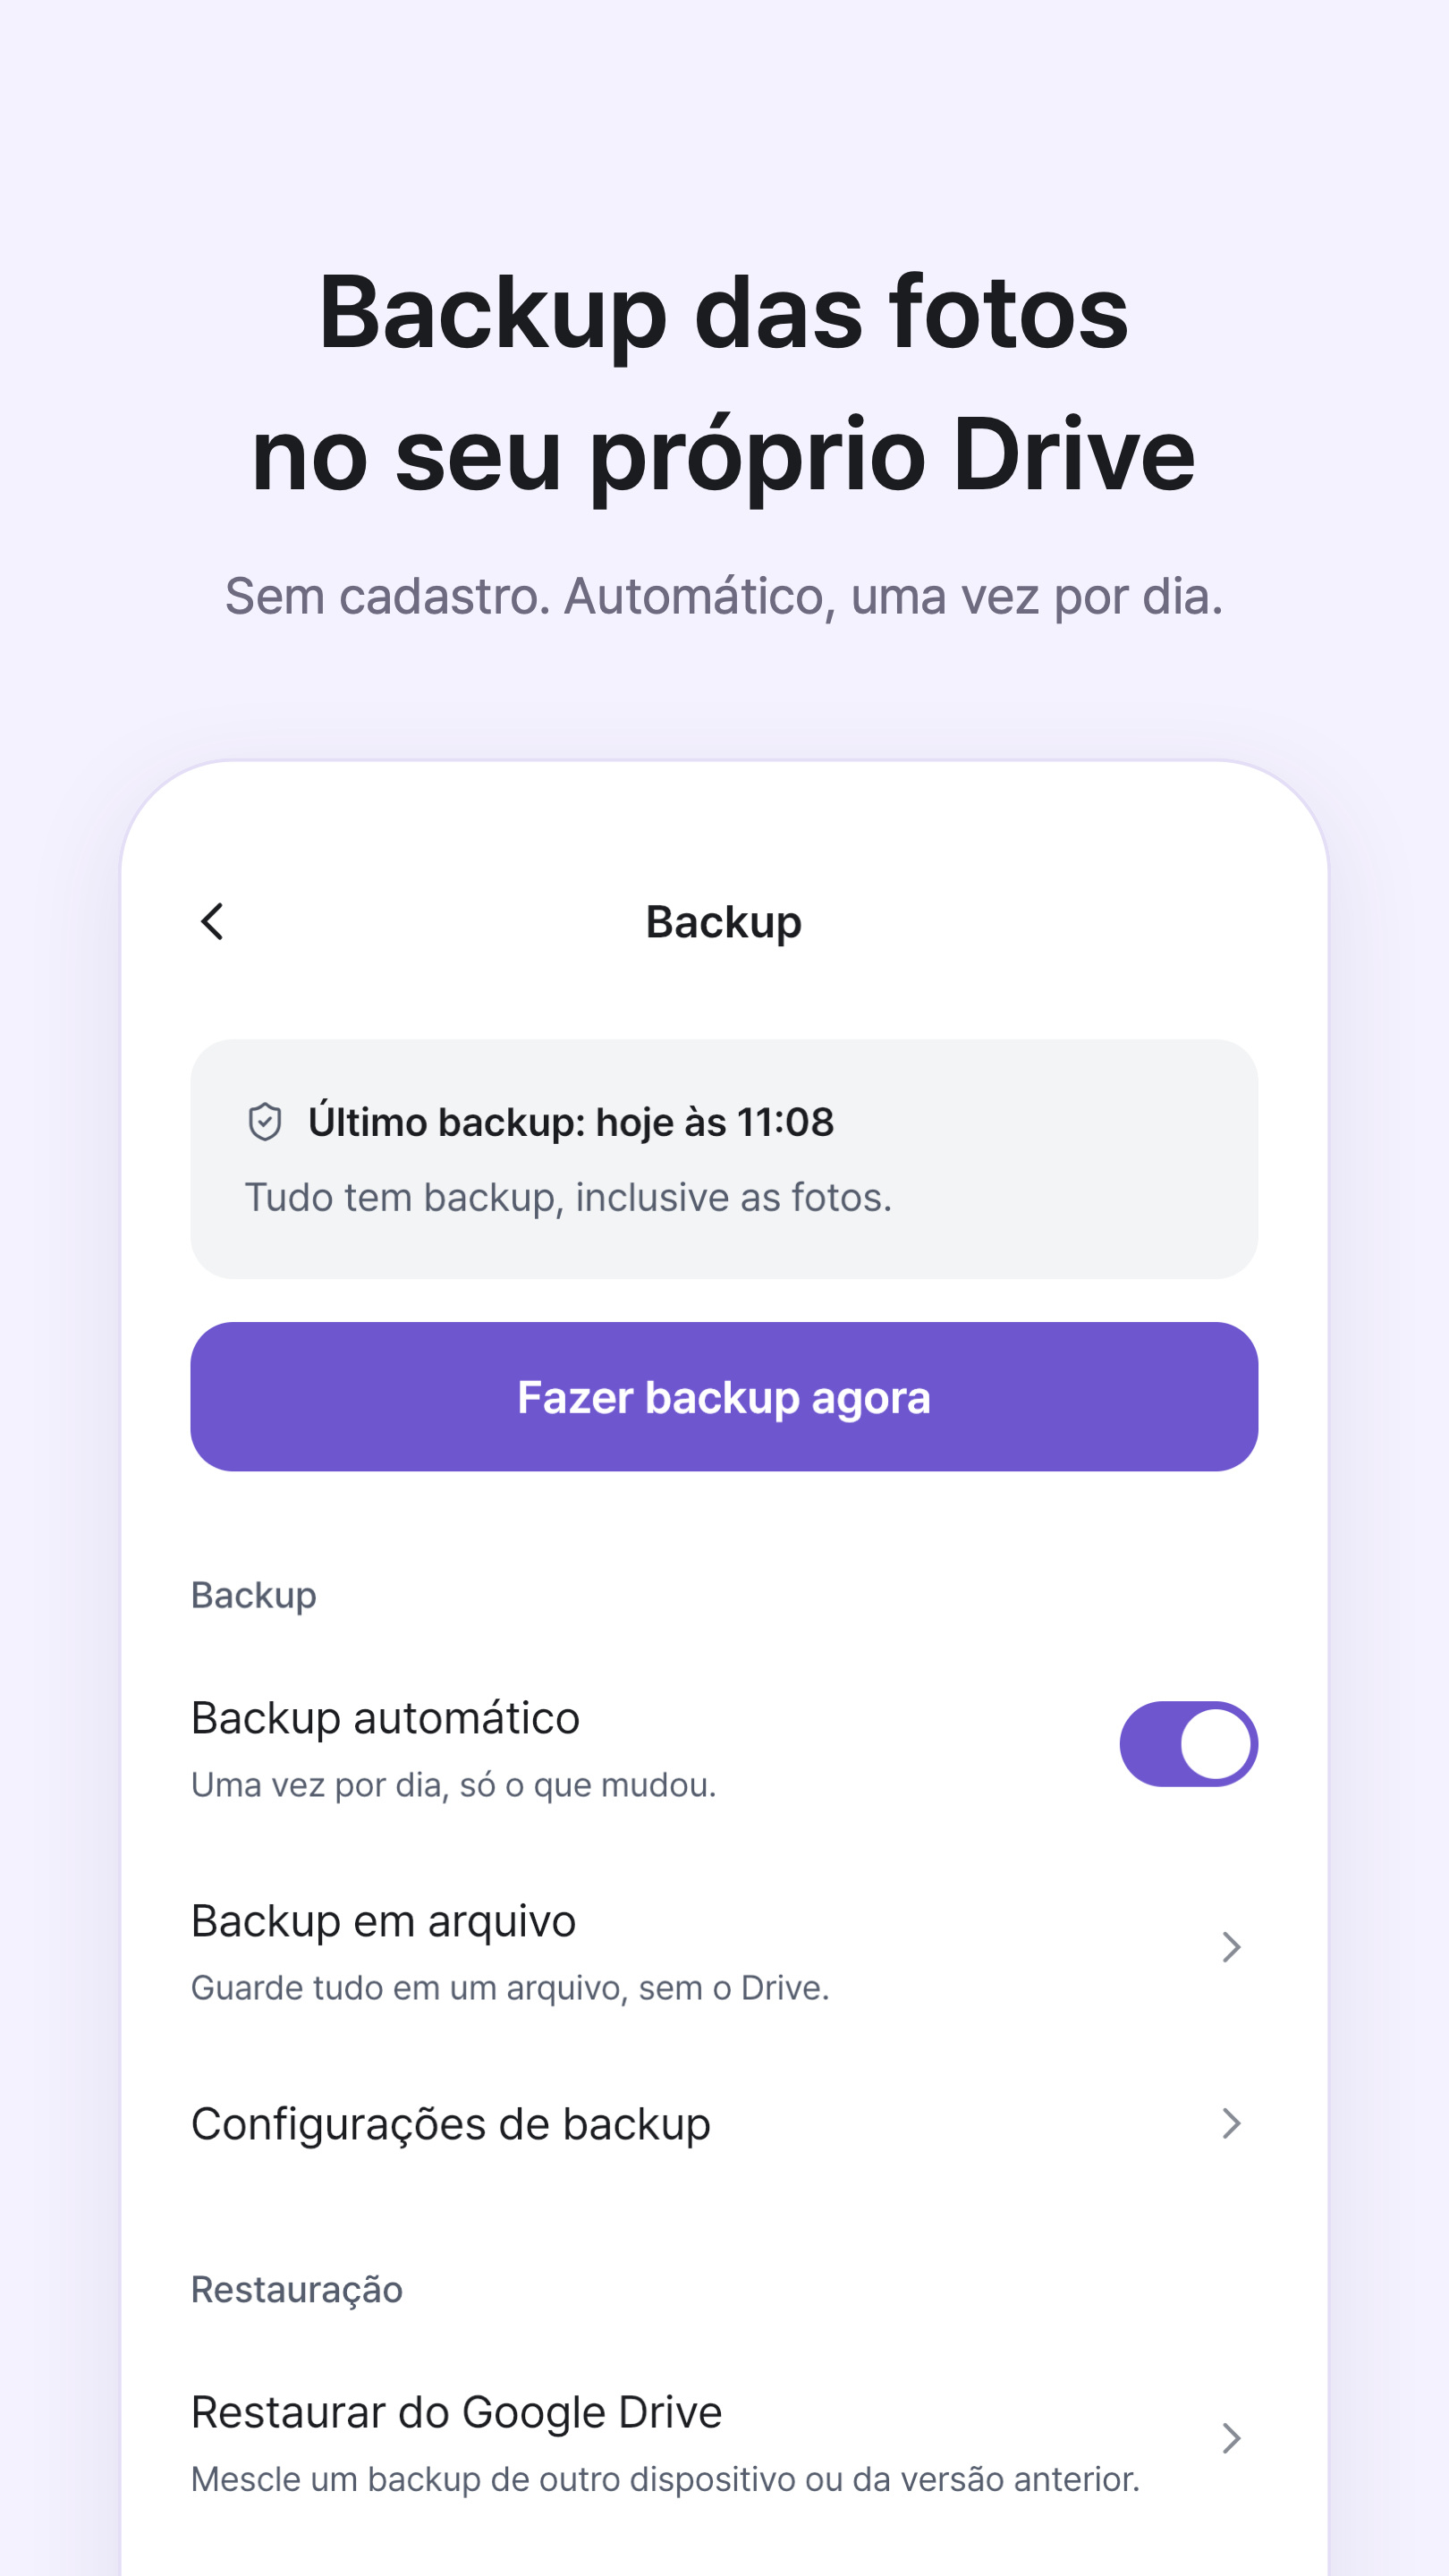 Backup das fotos
no seu próprio Drive
Sem cadastro. Automático, uma vez por dia.
Backup
Último backup: hoje às 11:08
Tudo tem backup, inclusive as fotos.
Fazer backup agora
Backup
Backup automático
Uma vez por dia, só o que mudou.
Backup em arquivo
Guarde tudo em um arquivo, sem o Drive.
Configurações de backup
Restauração
Restaurar do Google Drive
Mescle um backup de outro dispositivo ou da versão anterior.